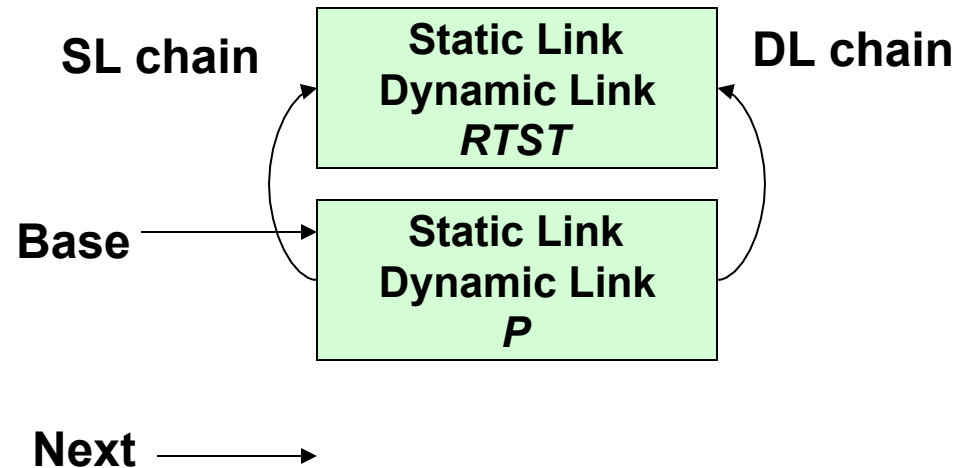 SL chain
Static Link
Dynamic Link
RTST
DL chain
Base
Static Link
Dynamic Link
P
Next